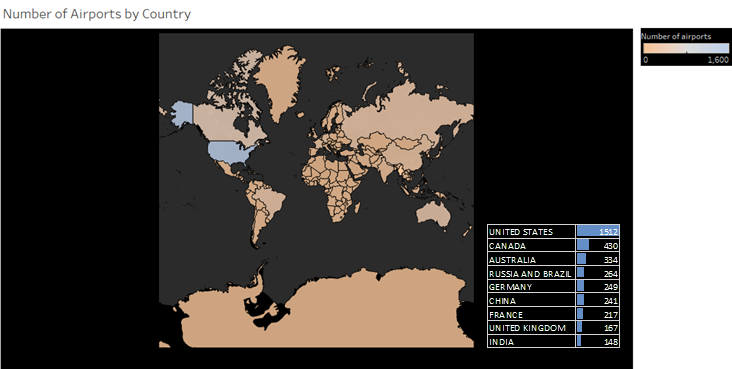 Number of Airports by Country
Number of airports
0 1,600
UNITED STATES 1512
CANADA 430
AUSTRALIA 334
RUSSIA AND BRAZIL 264
GERMANY 249
CHINA 241
FRANCE 217
UNITED KINGDOM 167
INDIA 148